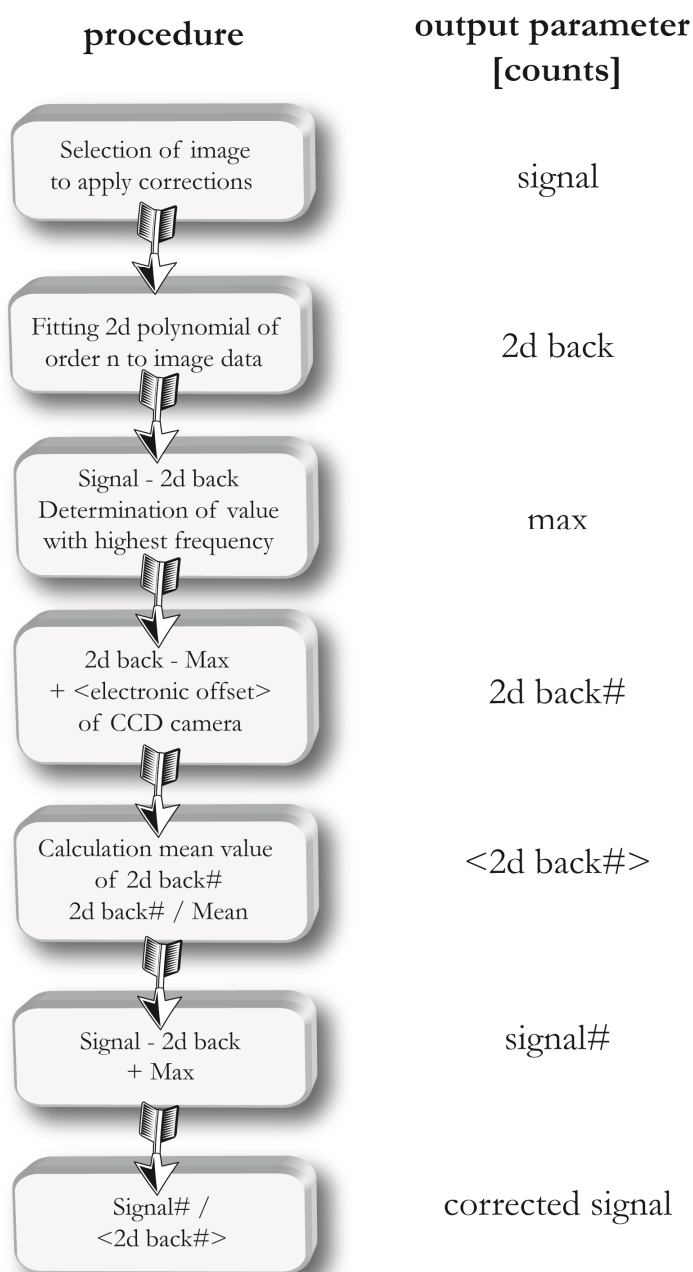 procedure
output parameter
[counts]
Selection of image
to apply corrections
signal
Fitting 2d polynomial of
order n to image data
2d back
Signal - 2d back
Determination of value
with highest frequency
max
2d back - Max
+ <electronic offset>
of CCD camera
2d back#
Calculation mean value
of 2d back#
2d back# / Mean
<2d back#>
Signal - 2d back
+ Max
signal#
Signal# /
<2d back#>
corrected signal